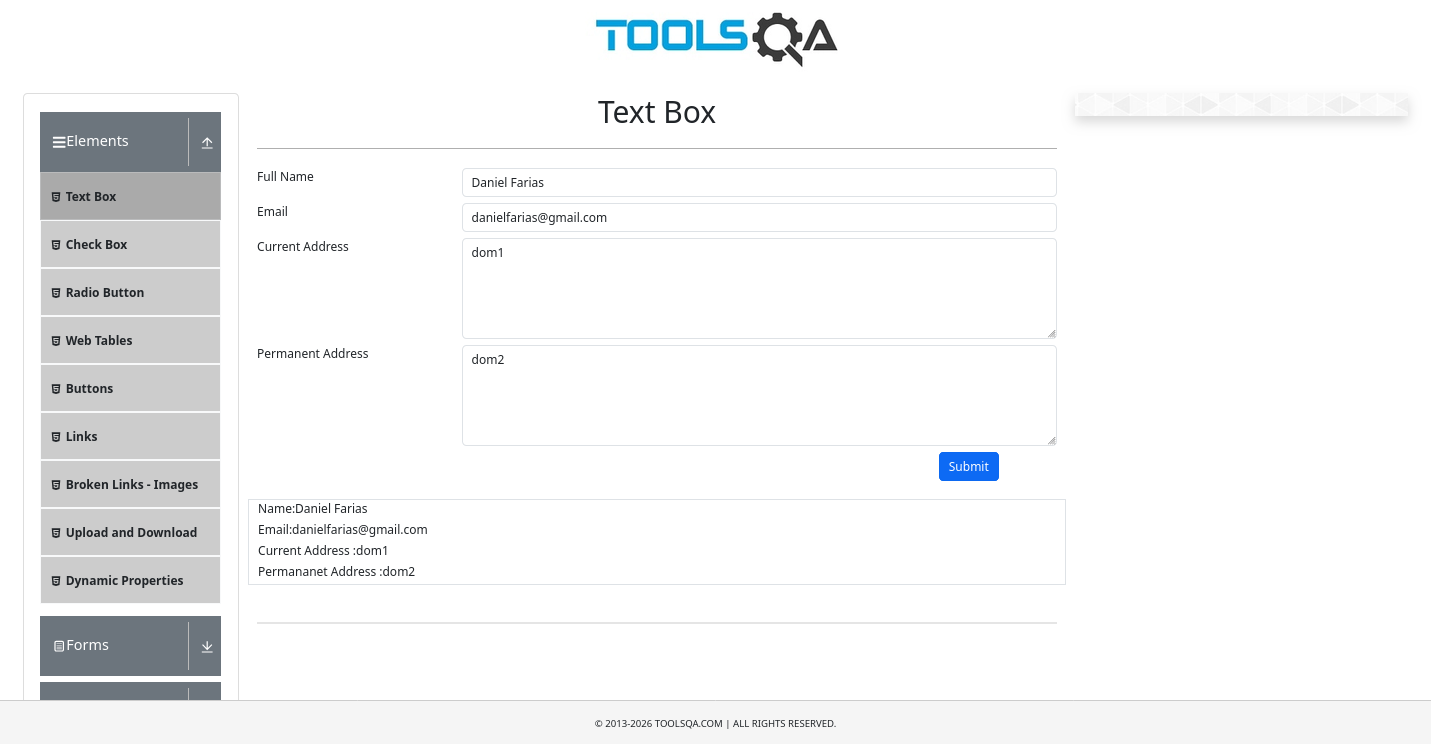 TOOLSQA
Text Box
Elements
Text Box
Check Box
Radio Button
Web Tables
Buttons
Links
Broken Links - Images
Upload and Download
Dynamic Properties
Forms
Full Name
Daniel Farias
Email
danielfarias@gmail.com
Current Address
dom1
Permanent Address
dom2
Submit
Name:Daniel Farias
Email:danielfarias@gmail.com
Current Address :dom1
Permananet Address :dom2
© 2013-2026 TOOLSQA.COM | ALL RIGHTS RESERVED.